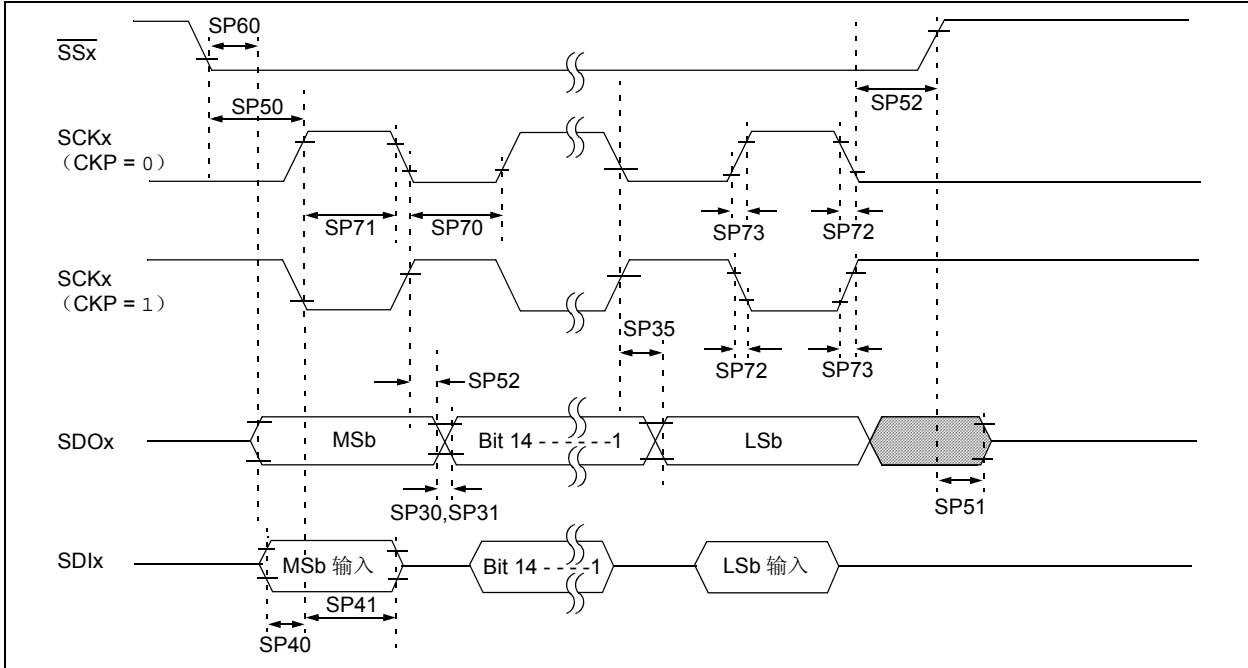 SP60
SSx
SP50
SP52
SCKx
（CKP = 0）
SP71
SP70
SP73
SP72
SCKx
（CKP = 1）
SP35
SP72
SP73
SP52
SDOx
MSb
Bit 14 - - - - - -1
LSb
SP30,SP31
SP51
SDIx
MSb 输入
Bit 14 - - - -1
LSb 输入
SP41
SP40